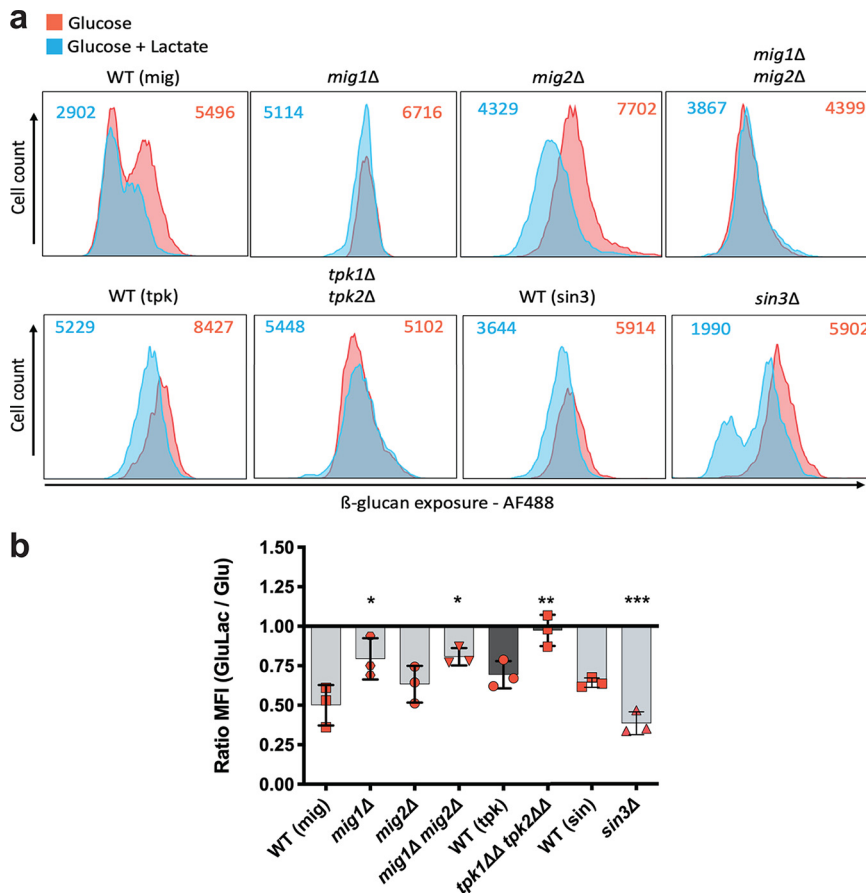 a
Glucose
Glucose + Lactate
WT (mig)
mig1Δ
mig2Δ
mig1Δ
mig2Δ
2902 5496
5114 6716
4329 7702
3867 4399
Cell count
WT (tpk)
tpk1Δ
tpk2Δ
WT (sin3)
sin3Δ
5229 8427
5448 5102
3644 5914
1990 5902
Cell count
ß-glucan exposure - AF488
b
Ratio MFI (GluLac / Glu)
1.50
1.25
1.00
0.75
0.50
0.25
0.00
* * ** ***
WT (mig)
mig1Δ
mig2Δ
mig1Δ mig2Δ
WT (tpk)
tpk1ΔΔ tpk2ΔΔ
WT (sin)
sin3Δ